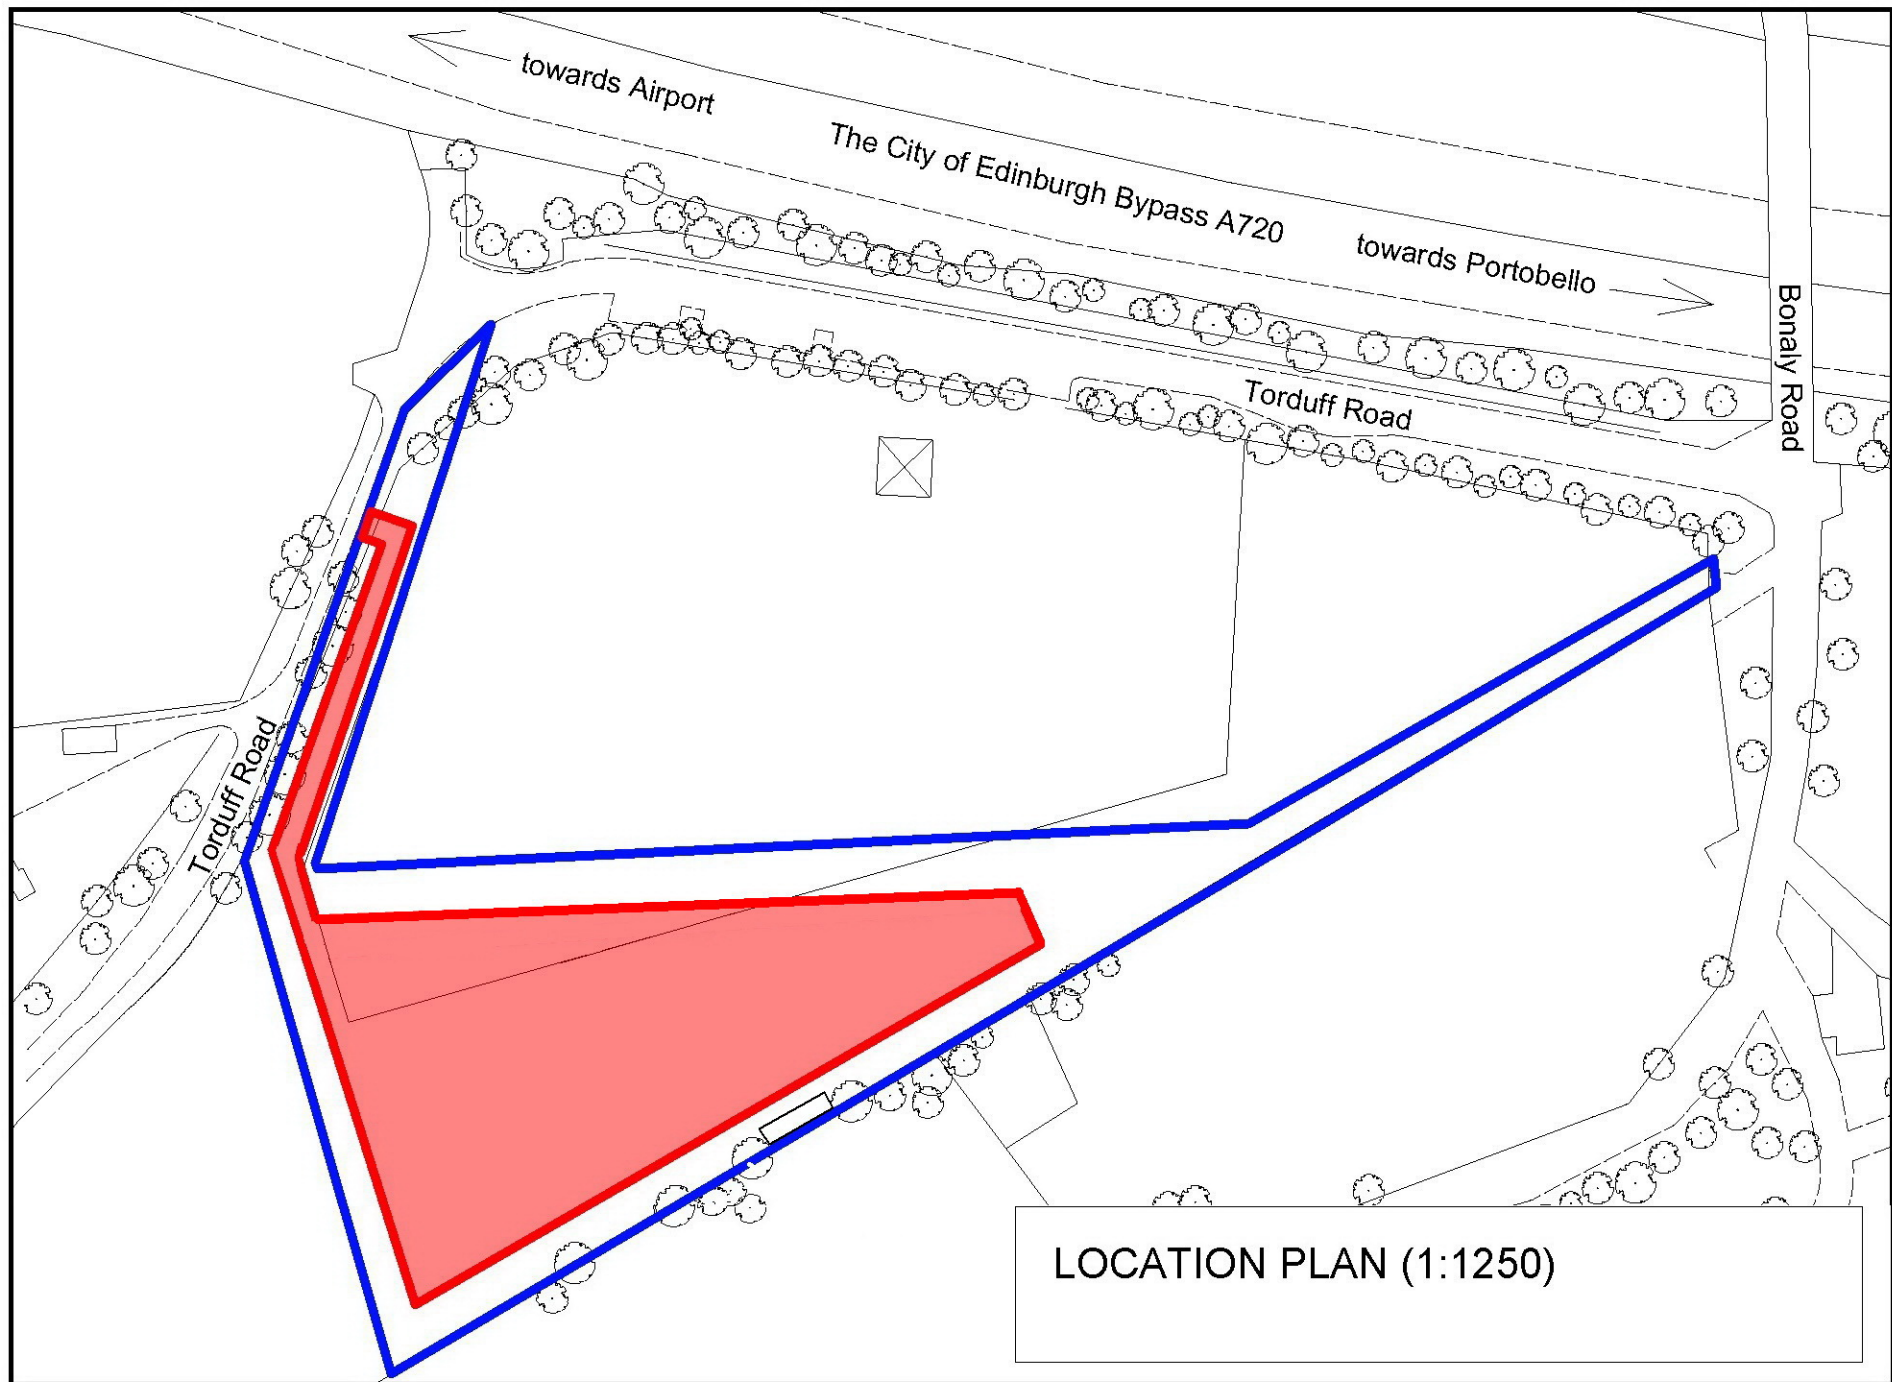 towards Airport
The City of Edinburgh Bypass A720
towards Portobello
Bonaly Road
Torduff Road
Torduff Road
LOCATION PLAN (1:1250)